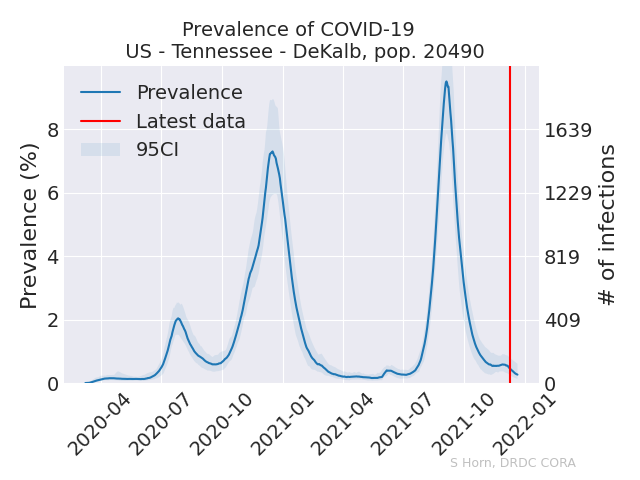 Prevalence of COVID-19
US - Tennessee - DeKalb, pop. 20490
Prevalence
Latest data
95CI
Prevalence (%)
8
6
4
2
0
1639
1229
819
409
0
# of infections
2020-04
2020-07
2020-10
2021-01
2021-04
2021-07
2021-10
2022-01
S Horn, DRDC CORA